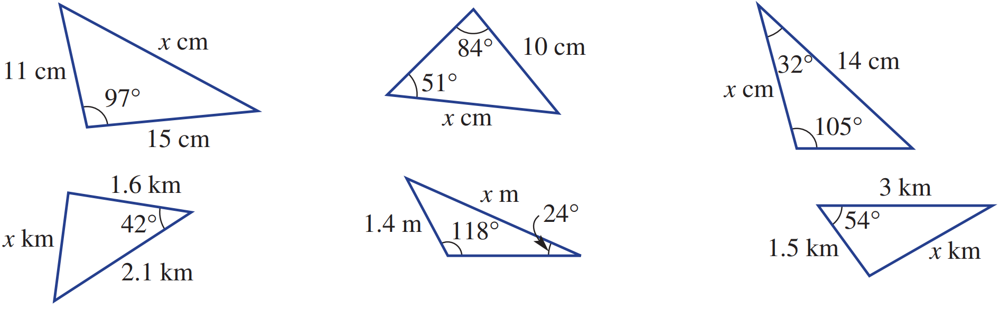 x cm
11 cm
97°
15 cm
84°
10 cm
51°
x cm
32°
14 cm
x cm
105°
1.6 km
42°
x km
2.1 km
x m
24°
1.4 m
118°
3 km
54°
1.5 km
x km